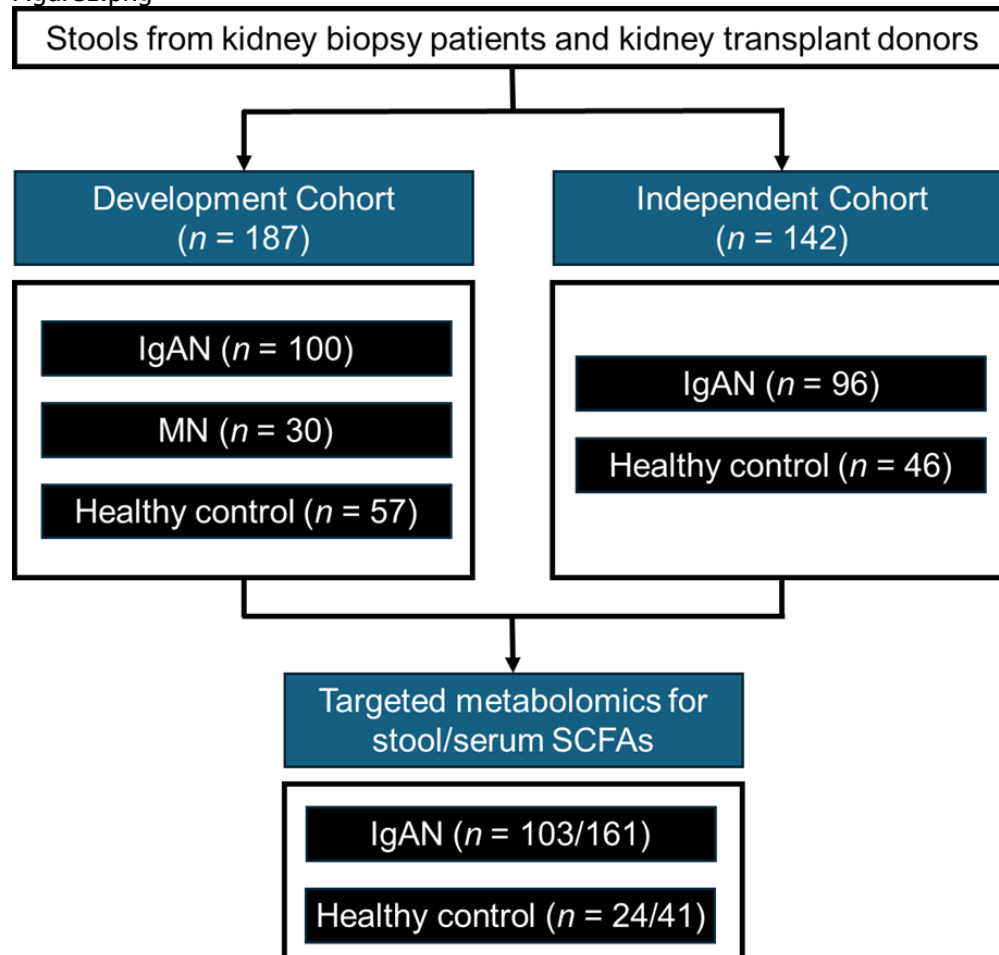 Stools from kidney biopsy patients and kidney transplant donors
Development Cohort
(n = 187)
Independent Cohort
(n = 142)
IgAN (n = 100)
MN (n = 30)
Healthy control (n = 57)
IgAN (n = 96)
Healthy control (n = 46)
Targeted metabolomics for
stool/serum SCFAs
IgAN (n = 103/161)
Healthy control (n = 24/41)